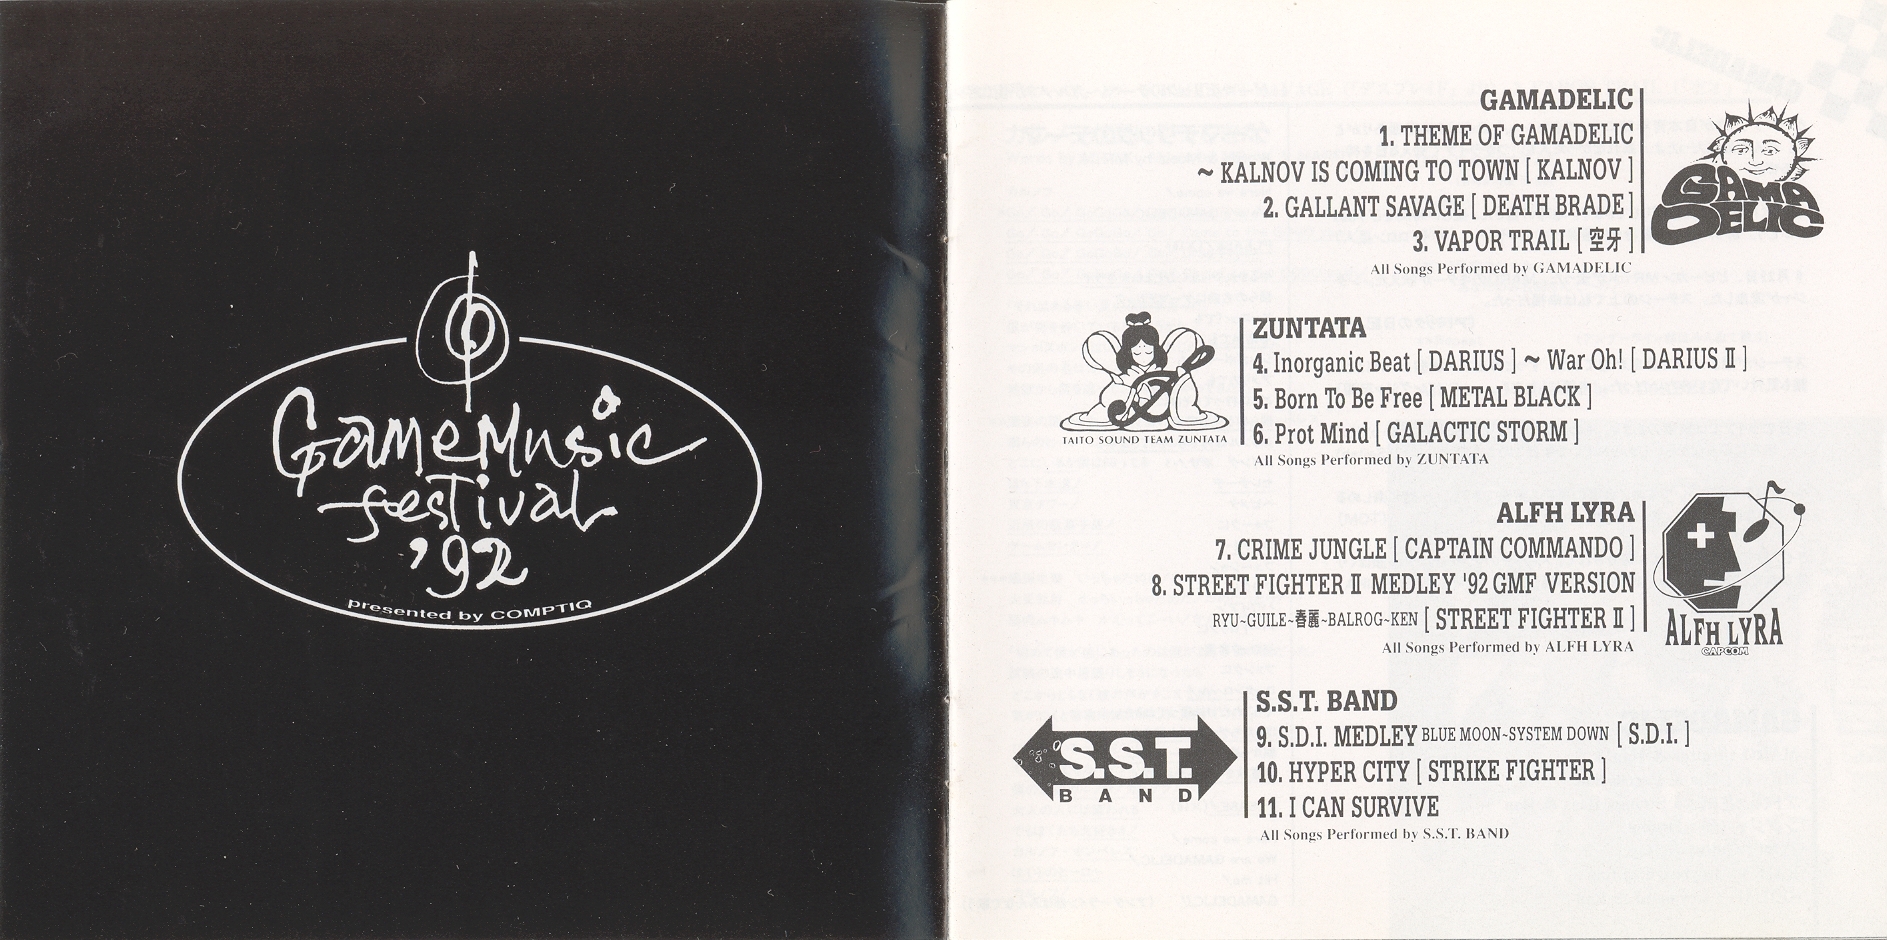 Game Music
festival
'92
presented by COMPTIQ
GAMADELIC
1. THEME OF GAMADELIC
~ KALNOV IS COMING TO TOWN [ KALNOV ]
2. GALLANT SAVAGE [ DEATH BRADE ]
3. VAPOR TRAIL [ 空牙 ]
All Songs Performed by GAMADELIC
GAMA
DELIC
ZUNTATA
4. Inorganic Beat [ DARIUS ] ~ War Oh! [ DARIUS II ]
5. Born To Be Free [ METAL BLACK ]
6. Prot Mind [ GALACTIC STORM ]
All Songs Performed by ZUNTATA
TAITO SOUND TEAM ZUNTATA
ALFH LYRA
7. CRIME JUNGLE [ CAPTAIN COMMANDO ]
8. STREET FIGHTER II MEDLEY '92 GMF VERSION
RYU~GUILE~春麗~BALROG~KEN [ STREET FIGHTER II ]
All Songs Performed by ALFH LYRA
ALFH LYRA
CAPCOM
S.S.T. BAND
9. S.D.I. MEDLEY BLUE MOON~SYSTEM DOWN [ S.D.I. ]
10. HYPER CITY [ STRIKE FIGHTER ]
11. I CAN SURVIVE
All Songs Performed by S.S.T. BAND
S.S.T.
BAND